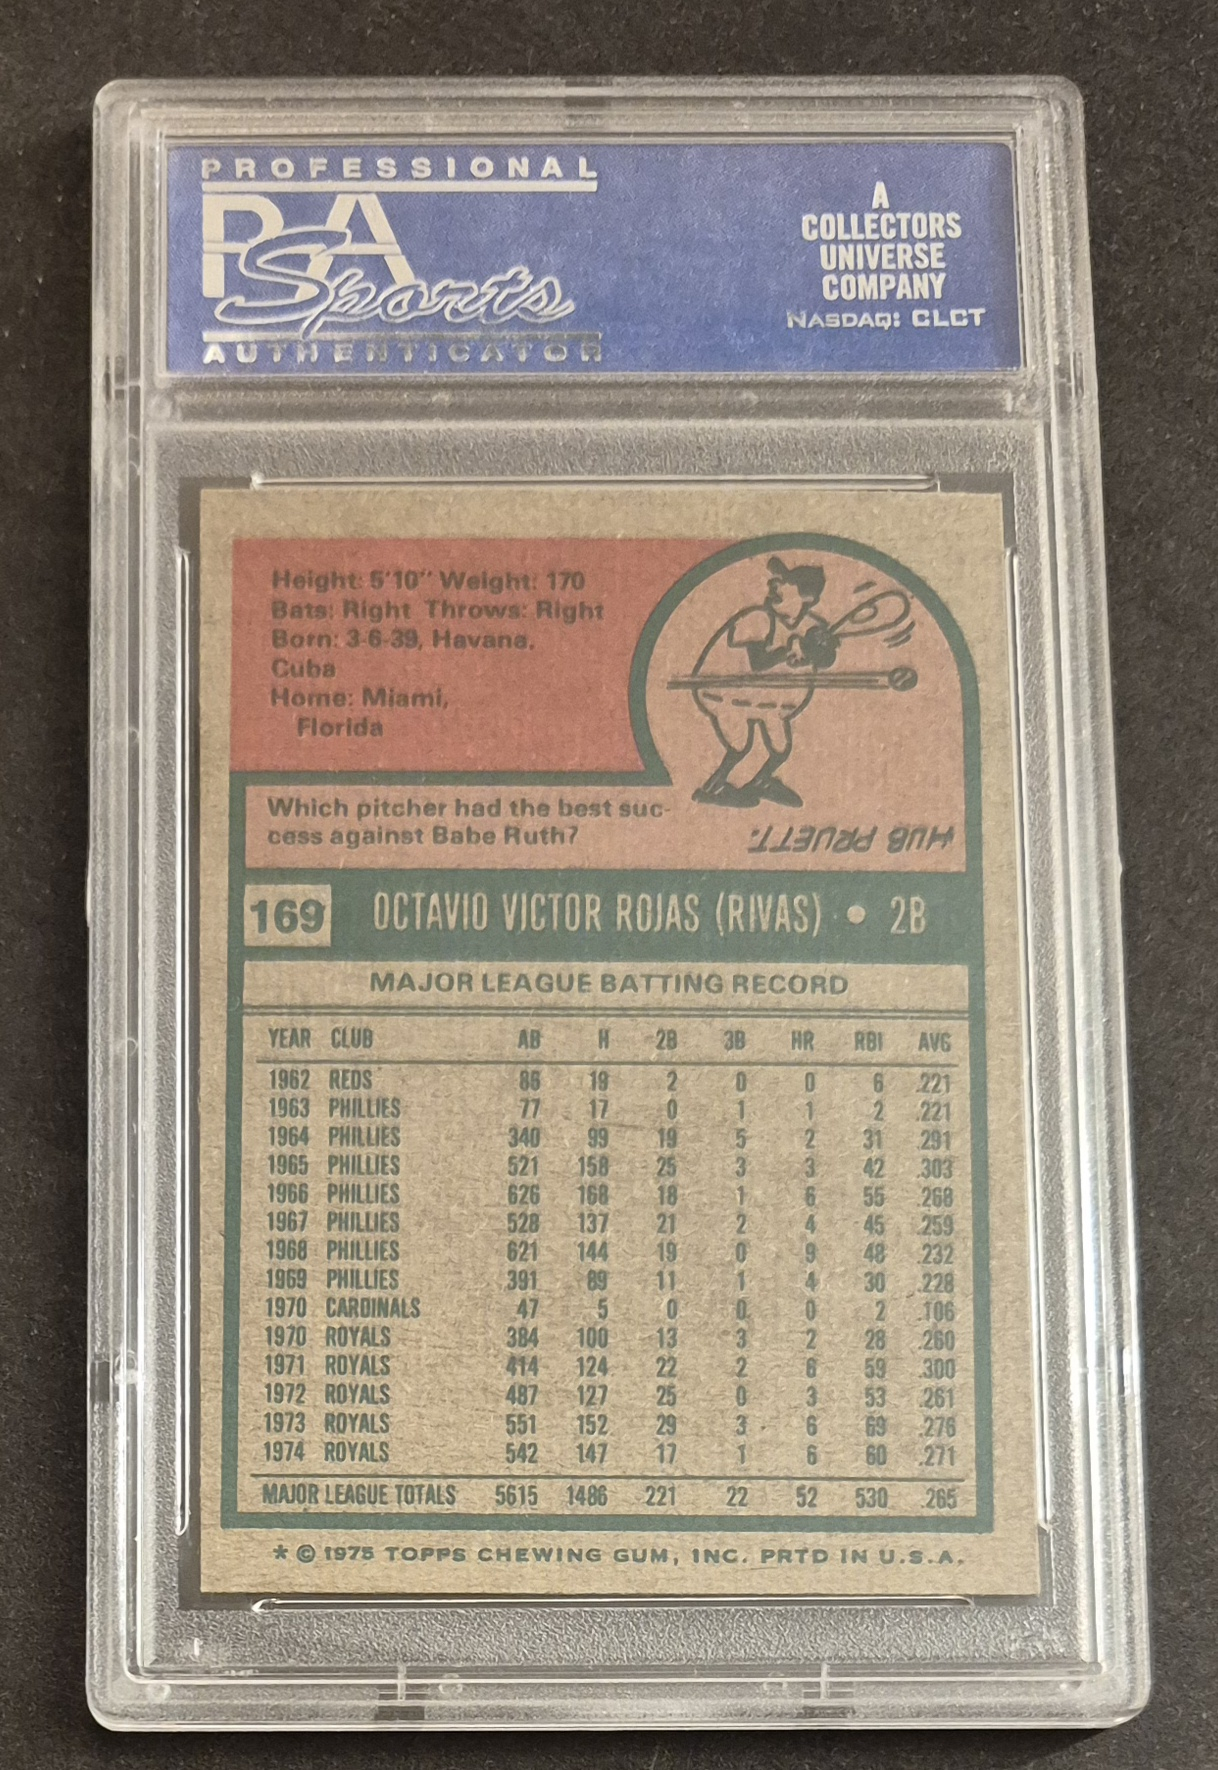 PROFESSIONAL
PSA
Sports
AUTHENTICATOR
A
COLLECTORS
UNIVERSE
COMPANY
NASDAQ: CLCT
Height: 5'10" Weight: 170
Bats: Right Throws: Right
Born: 3-6-39, Havana,
Cuba
Home: Miami,
Florida
Which pitcher had the best suc-
cess against Babe Ruth?
HUB PRUETT.
169 OCTAVIO VICTOR ROJAS (RIVAS) • 2B
MAJOR LEAGUE BATTING RECORD
YEAR CLUB AB H 2B 3B HR RBI AVG
1962 REDS 86 19 2 0 0 6 .221
1963 PHILLIES 77 17 0 1 1 2 .221
1964 PHILLIES 340 99 19 5 2 31 .291
1965 PHILLIES 521 158 25 3 3 42 .303
1966 PHILLIES 626 168 18 1 6 55 .268
1967 PHILLIES 528 137 21 2 4 45 .259
1968 PHILLIES 621 144 19 0 9 48 .232
1969 PHILLIES 391 89 11 1 4 30 .228
1970 CARDINALS 47 5 0 0 0 2 .106
1970 ROYALS 384 100 13 3 2 28 .260
1971 ROYALS 414 124 22 2 6 59 .300
1972 ROYALS 487 127 25 0 3 53 .261
1973 ROYALS 551 152 29 3 6 69 .276
1974 ROYALS 542 147 17 1 6 60 .271
MAJOR LEAGUE TOTALS 5615 1486 221 22 52 530 .265
* © 1975 TOPPS CHEWING GUM, INC. PRTD IN U.S.A.